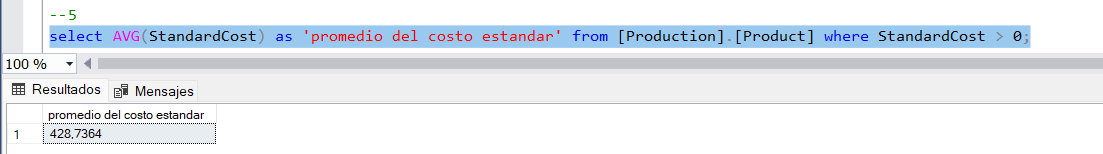 --5
select AVG(StandardCost) as 'promedio del costo estandar' from [Production].[Product] where StandardCost > 0;
100 %
Resultados Mensajes
promedio del costo estandar
1 428,7364